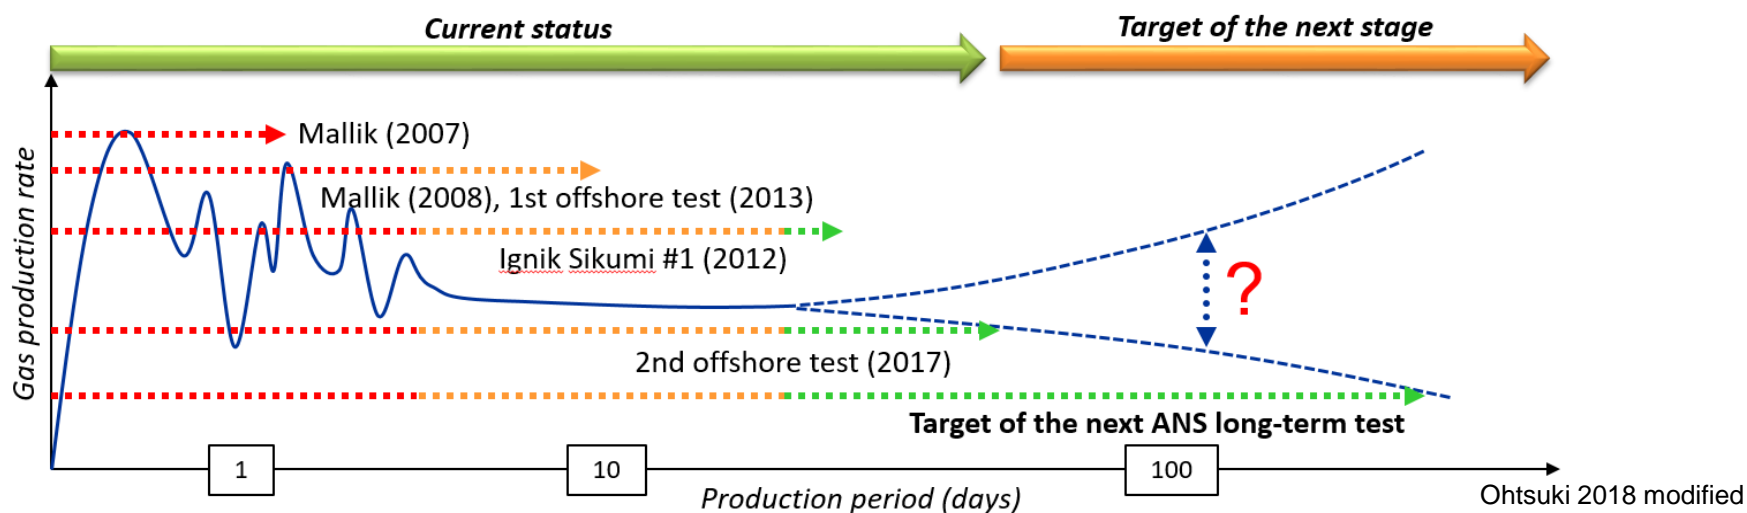 Current status
Target of the next stage
Mallik (2007)
Mallik (2008), 1st offshore test (2013)
Ignik Sikumi #1 (2012)
?
2nd offshore test (2017)
Target of the next ANS long-term test
Gas production rate
1
10
100
Production period (days)
Ohtsuki 2018 modified